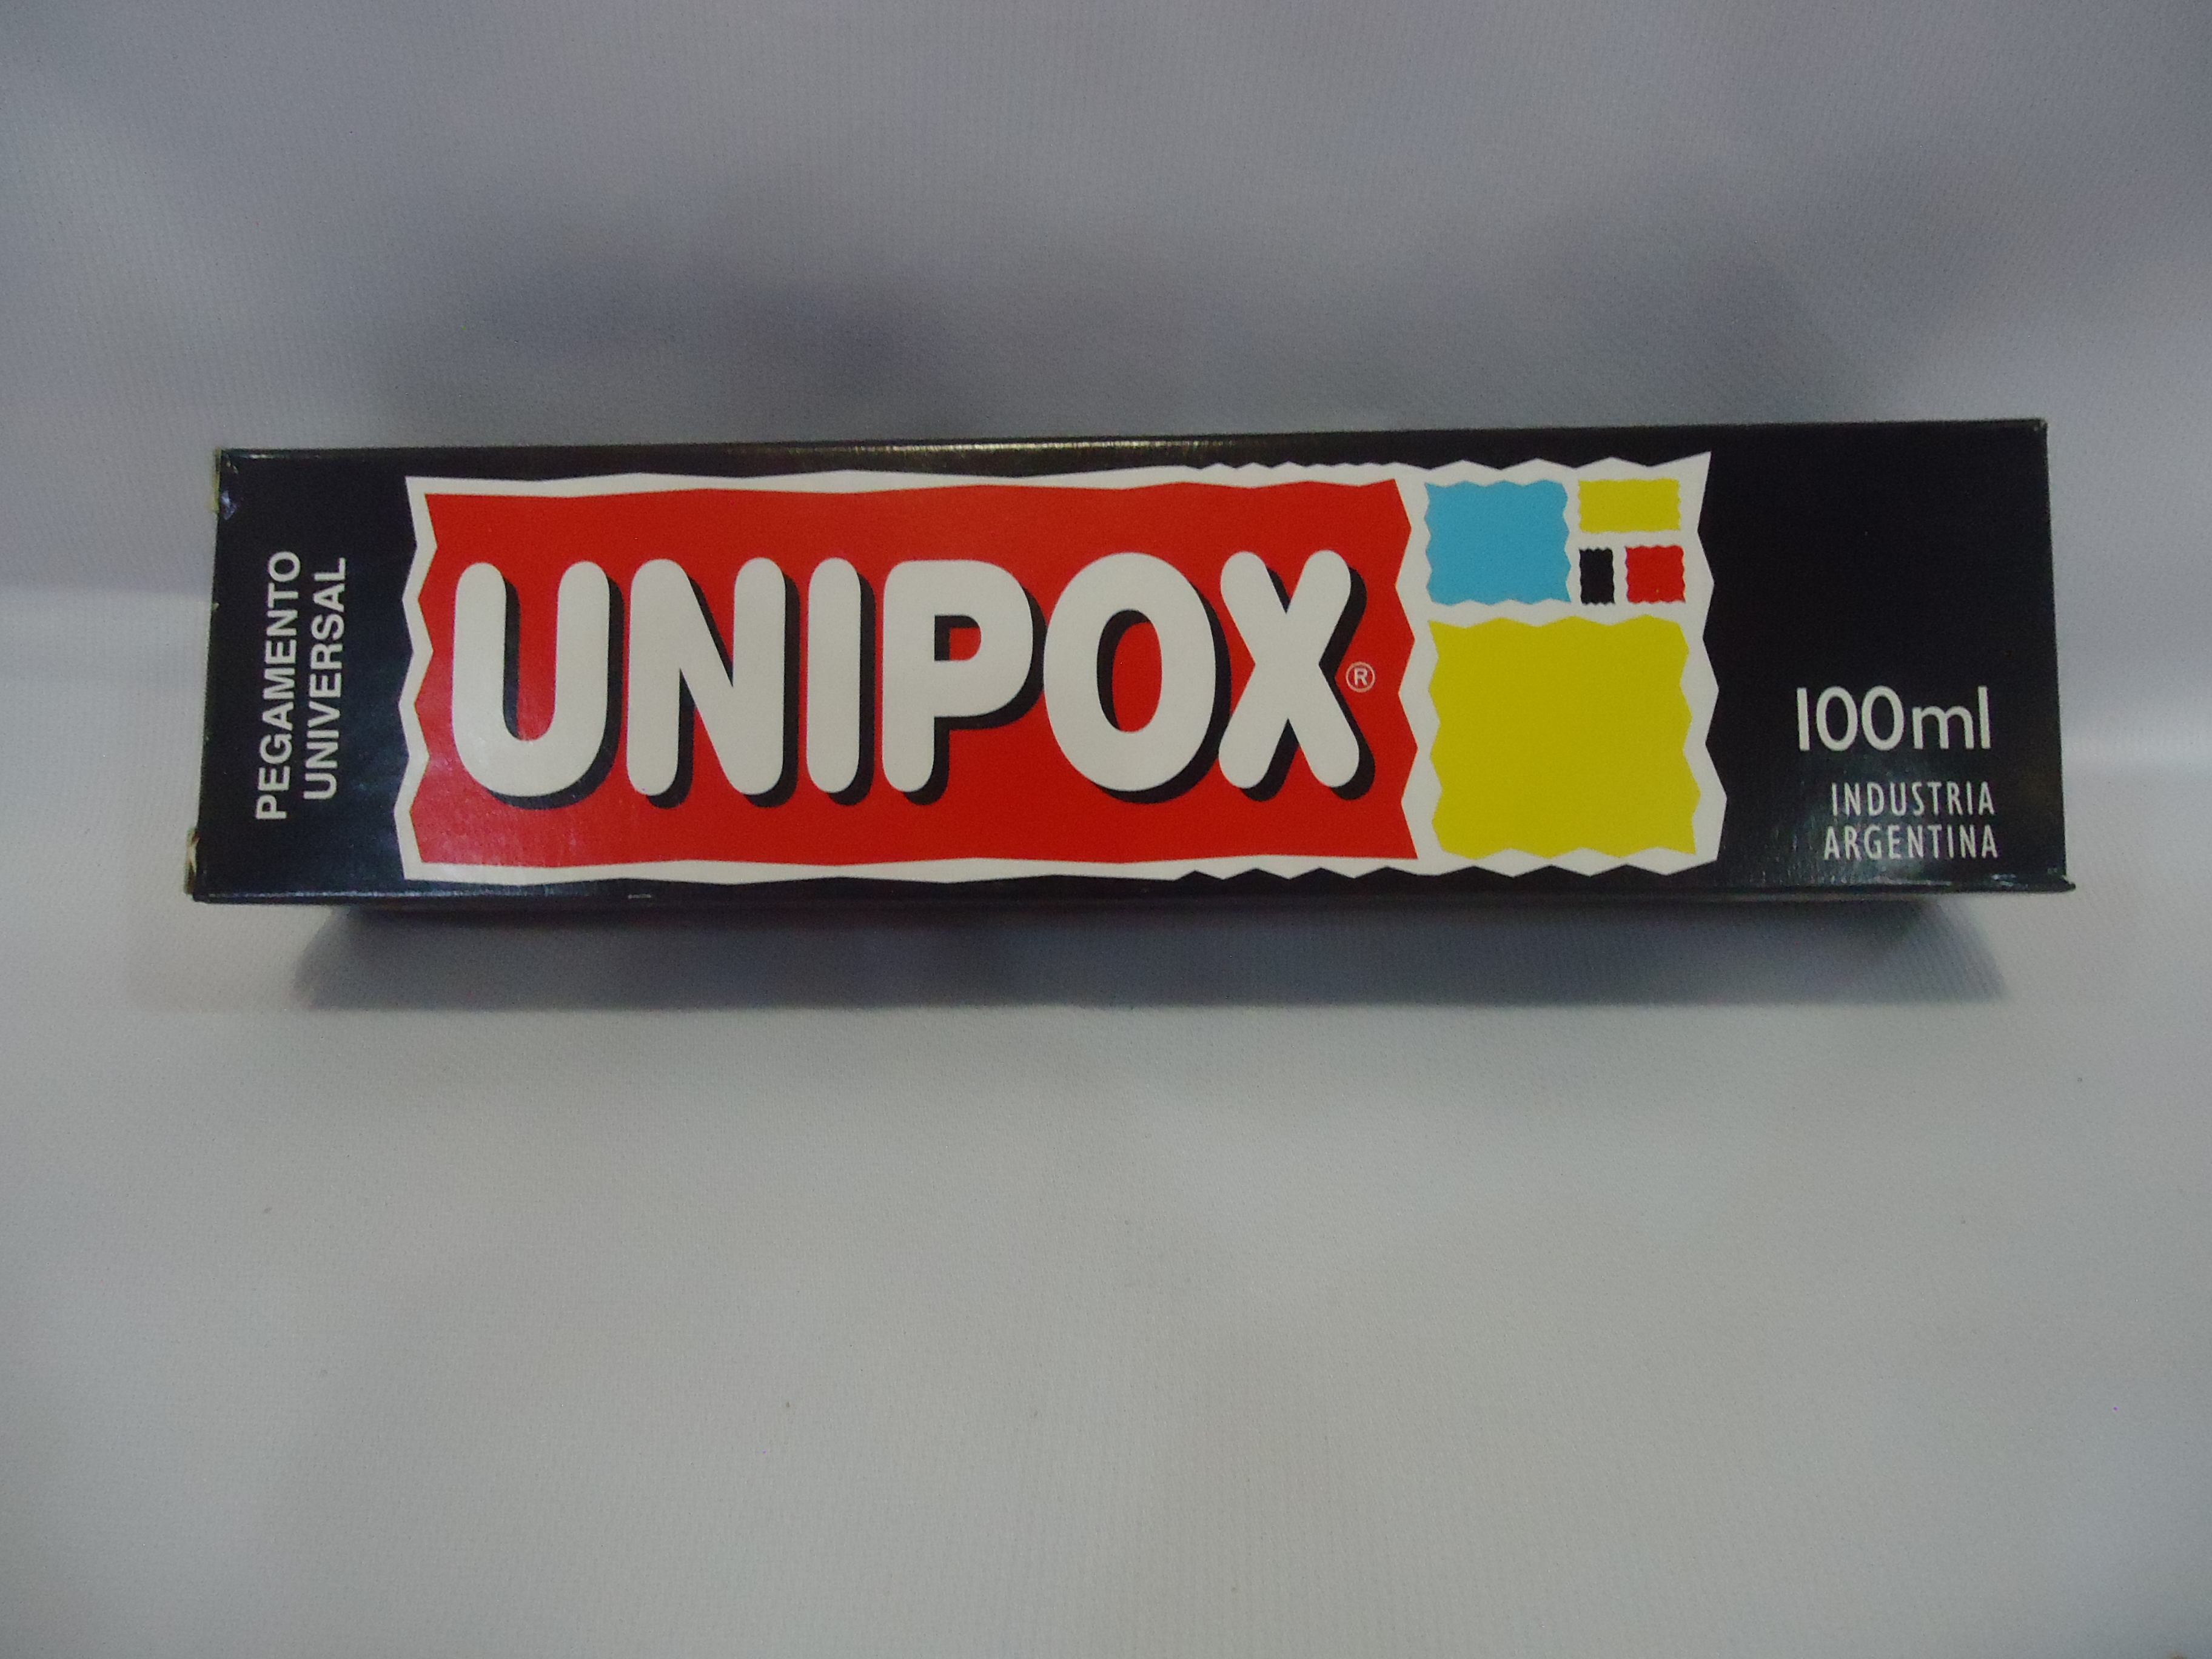 PEGAMENTO
UNIVERSAL
UNIPOX®
100ml
INDUSTRIA
ARGENTINA